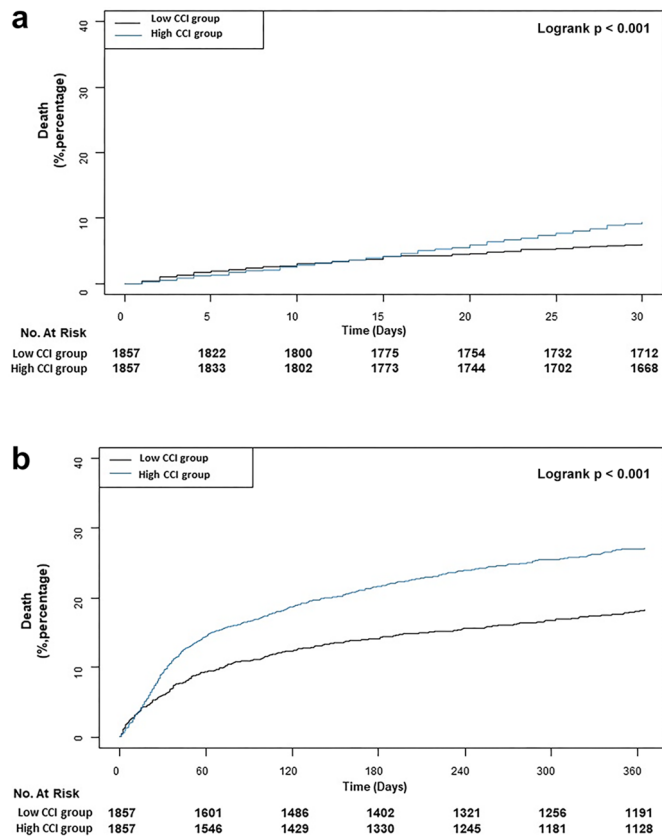 a
Low CCI group
High CCI group
Logrank p < 0.001
Death
(%,percentage)
40
30
20
10
0
0 5 10 15 20 25 30
Time (Days)
No. At Risk
Low CCI group 1857 1822 1800 1775 1754 1732 1712
High CCI group 1857 1833 1802 1773 1744 1702 1668
b
Low CCI group
High CCI group
Logrank p < 0.001
Death
(%,percentage)
40
30
20
10
0
0 60 120 180 240 300 360
Time (Days)
No. At Risk
Low CCI group 1857 1601 1486 1402 1321 1256 1191
High CCI group 1857 1546 1429 1330 1245 1181 1128